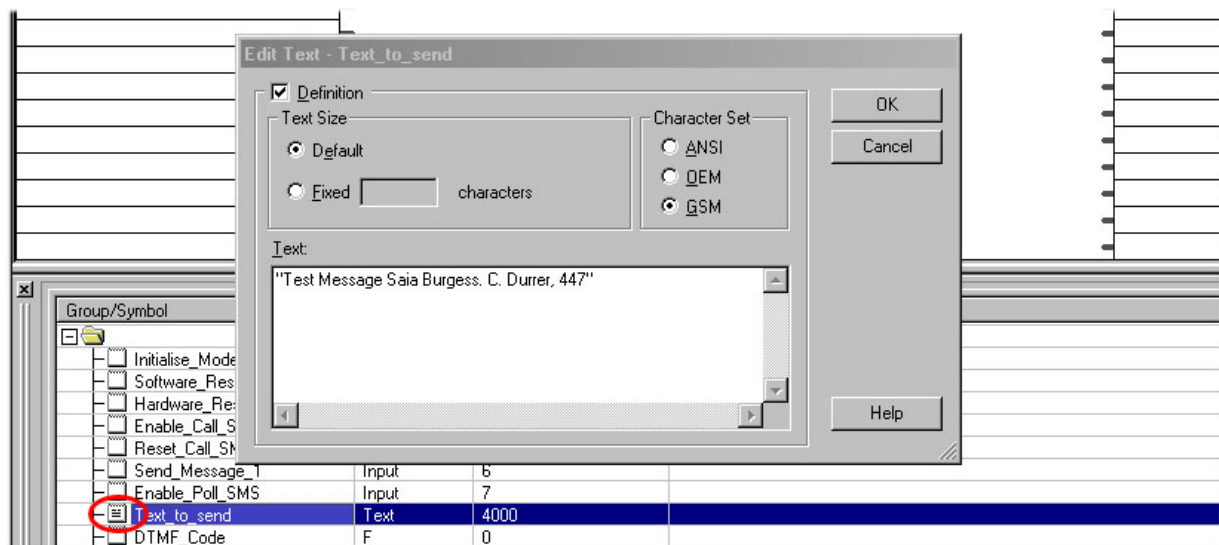 Edit Text - Text_to_send
Definition
Text Size
Default
Fixed
characters
Character Set
ANSI
OEM
GSM
OK
Cancel
Text:
"Test Message Saia Burgess. C. Durrer, 447"
Help
Group/Symbol
Initialise_Mode
Software_Res
Hardware_Re
Enable_Call_S
Reset_Call_SM
Send_Message_1 Input 6
Enable_Poll_SMS Input 7
Text_to_send Text 4000
DTMF_Code F 0